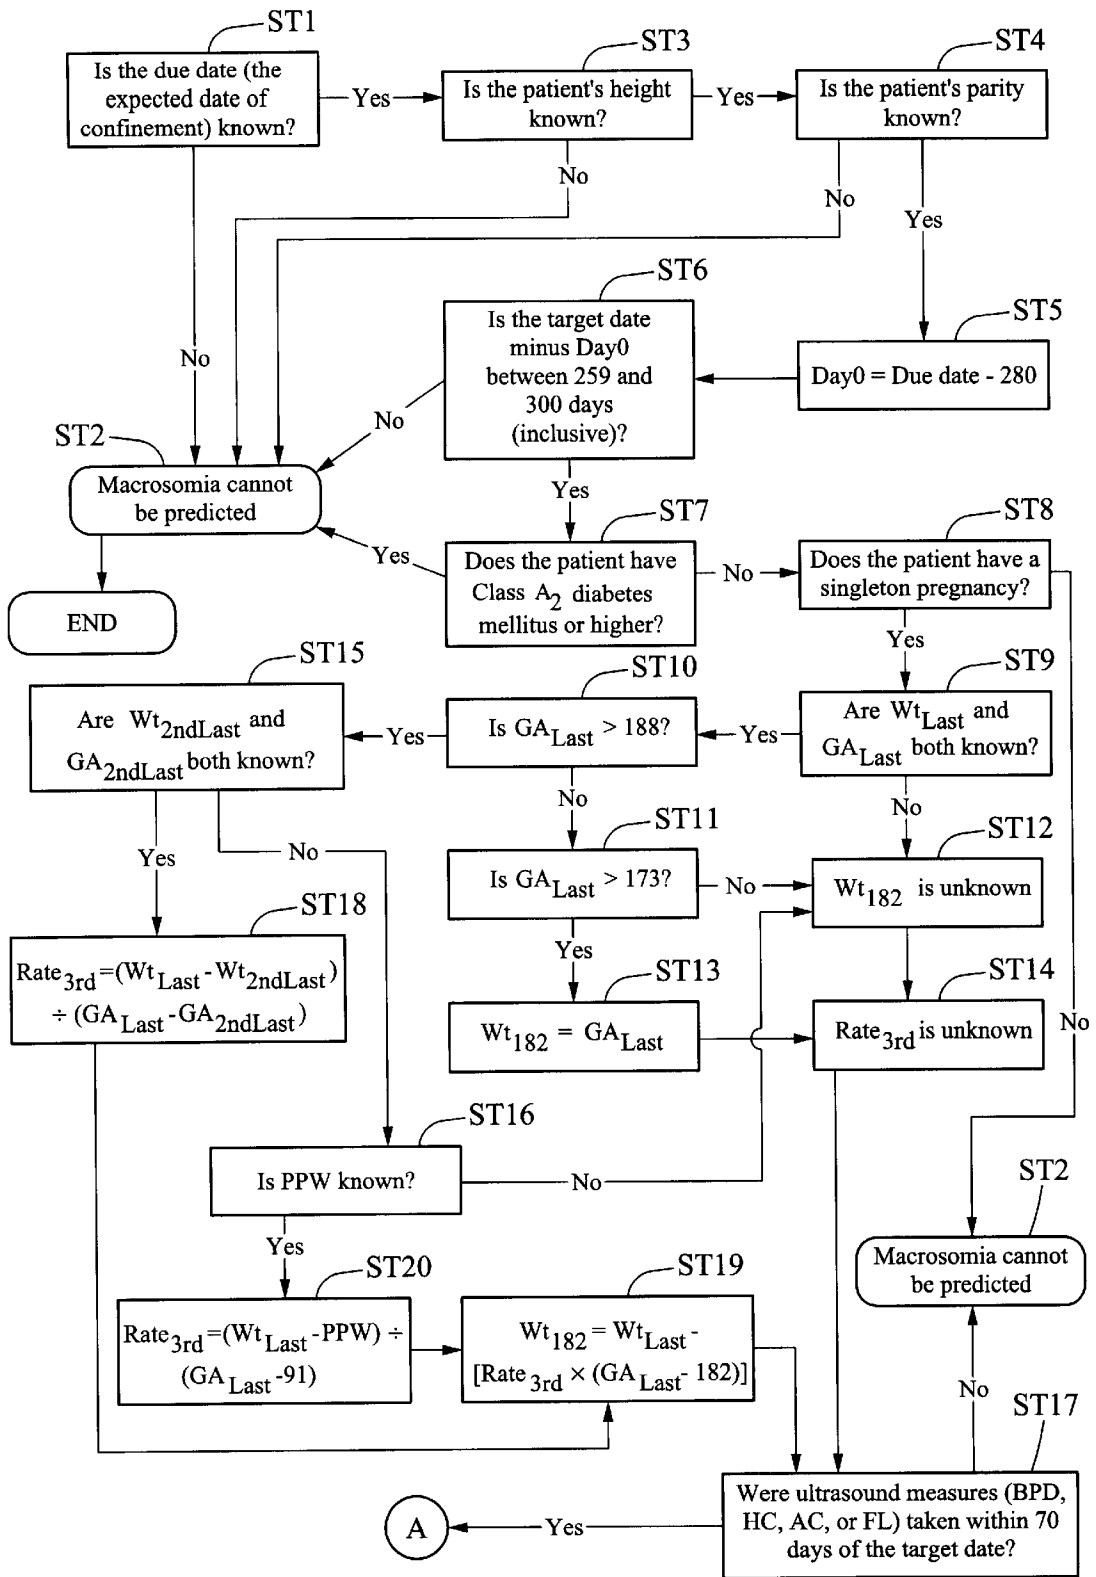 ST1
Is the due date (the
expected date of
confinement) known?
Yes
ST3
Is the patient's height
known?
Yes
ST4
Is the patient's parity
known?
No
No
No
Yes
ST5
Day0 = Due date - 280
ST6
Is the target date
minus Day0
between 259 and
300 days
(inclusive)?
No
Yes
ST2
Macrosomia cannot
be predicted
END
ST7
Does the patient have
Class A2 diabetes
mellitus or higher?
Yes
No
ST8
Does the patient have a
singleton pregnancy?
Yes
No
ST9
Are WtLast and
GALast both known?
Yes
No
ST10
Is GALast > 188?
Yes
No
ST15
Are Wt2ndLast and
GA2ndLast both known?
Yes
No
ST11
Is GALast > 173?
No
Yes
ST12
Wt182 is unknown
ST18
Rate3rd=(WtLast-Wt2ndLast)
÷ (GALast-GA2ndLast)
ST13
Wt182 = GALast
ST14
Rate3rd is unknown
ST16
Is PPW known?
No
Yes
ST2
Macrosomia cannot
be predicted
ST20
Rate3rd=(WtLast-PPW) ÷
(GALast-91)
ST19
Wt182 = WtLast-
[Rate3rd × (GALast- 182)]
No
ST17
Were ultrasound measures (BPD,
HC, AC, or FL) taken within 70
days of the target date?
Yes
A